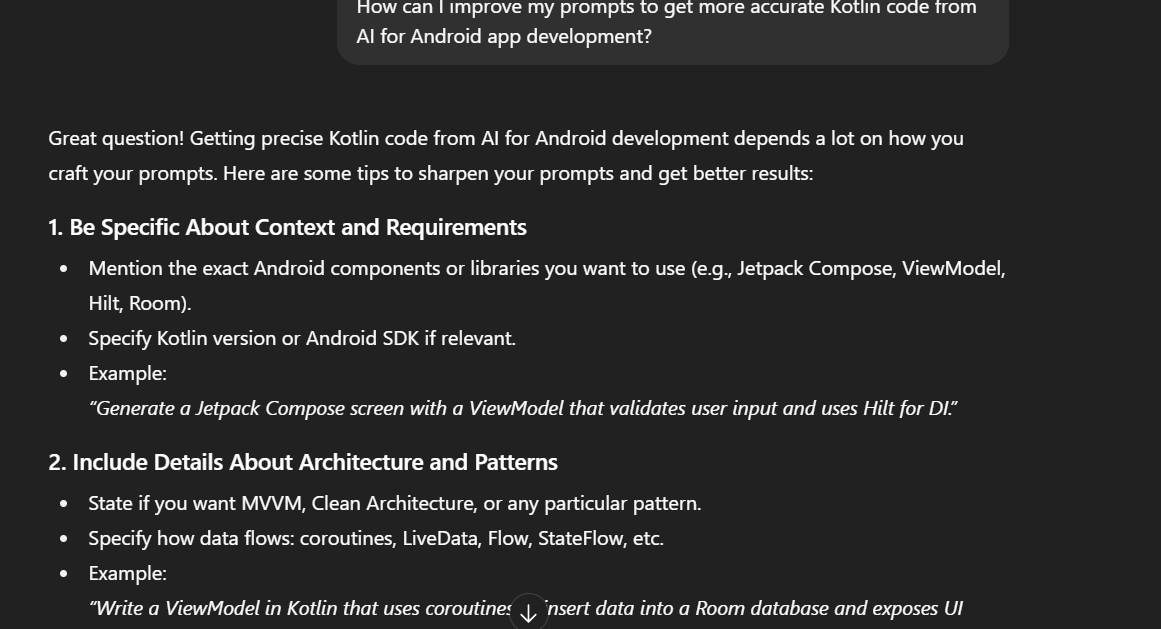 How can I improve my prompts to get more accurate Kotlin code from
AI for Android app development?
Great question! Getting precise Kotlin code from AI for Android development depends a lot on how you
craft your prompts. Here are some tips to sharpen your prompts and get better results:
1. Be Specific About Context and Requirements
• Mention the exact Android components or libraries you want to use (e.g., Jetpack Compose, ViewModel,
Hilt, Room).
• Specify Kotlin version or Android SDK if relevant.
• Example:
“Generate a Jetpack Compose screen with a ViewModel that validates user input and uses Hilt for DI.”
2. Include Details About Architecture and Patterns
• State if you want MVVM, Clean Architecture, or any particular pattern.
• Specify how data flows: coroutines, LiveData, Flow, StateFlow, etc.
• Example:
“Write a ViewModel in Kotlin that uses coroutines insert data into a Room database and exposes UI